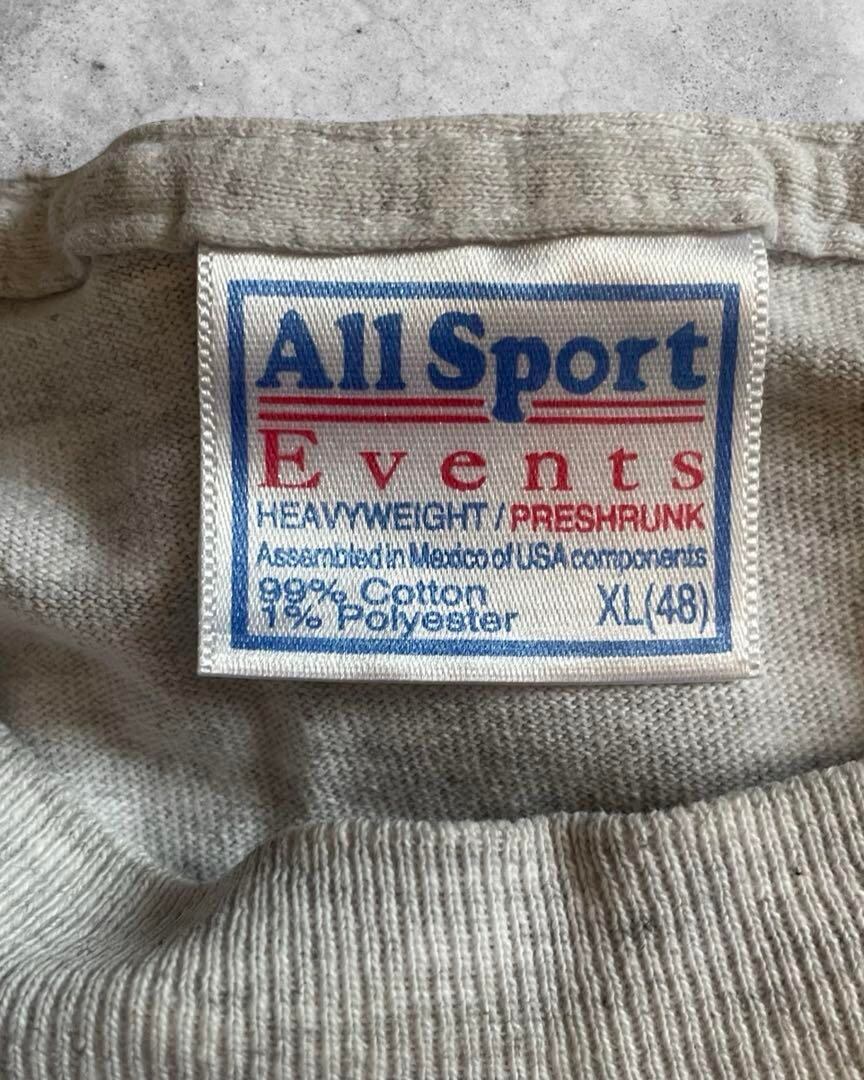 All Sport
Events
HEAVYWEIGHT / PRESHRUNK
Assembled in Mexico of USA components
99% Cotton
1% Polyester XL(48)